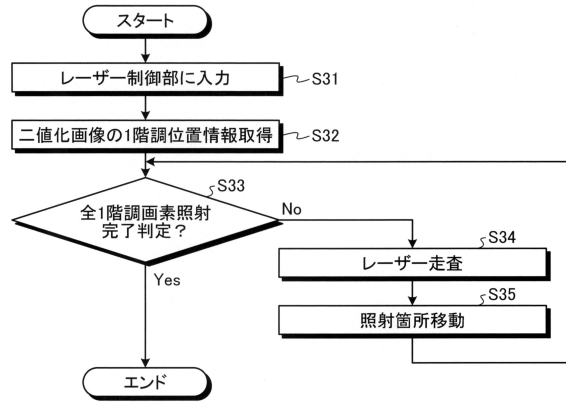 スタート
レーザー制御部に入力
S31
二値化画像の1階調位置情報取得
S32
S33
全1階調画素照射
完了判定?
No
Yes
S34
レーザー走査
S35
照射箇所移動
エンド